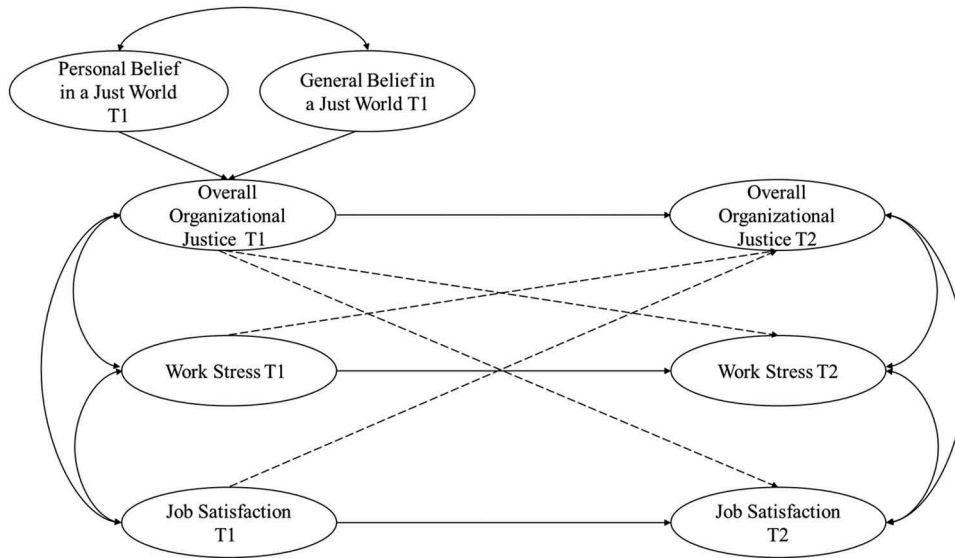 Personal Belief
in a Just World
T1
General Belief in
a Just World T1
Overall
Organizational
Justice T1
Overall
Organizational
Justice T2
Work Stress T1
Work Stress T2
Job Satisfaction
T1
Job Satisfaction
T2